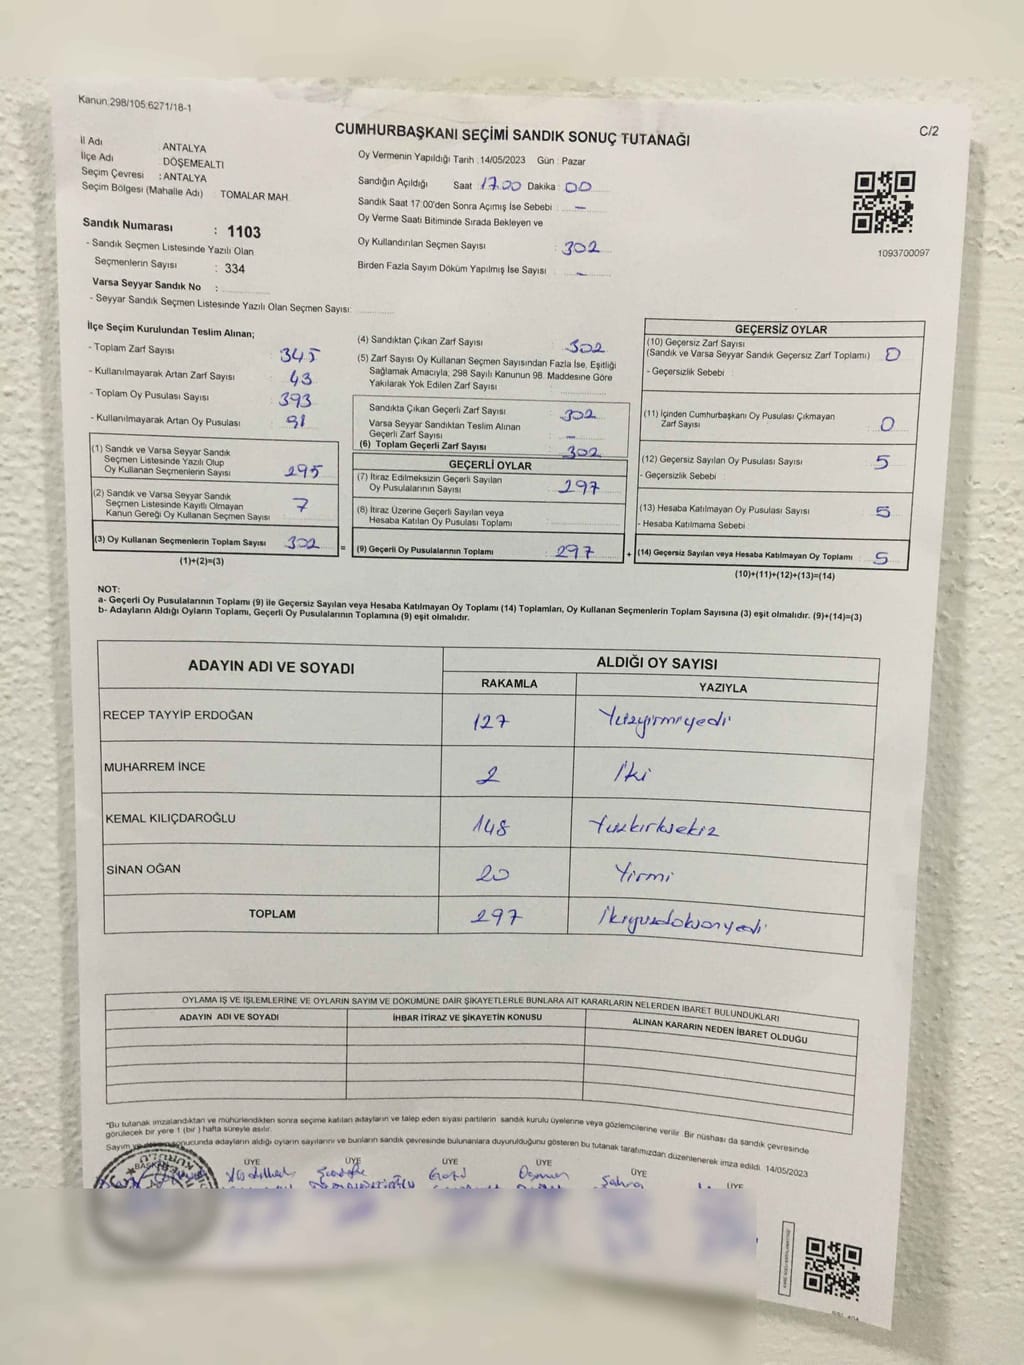 Kanun.298/105.6271/18-1
C/2
CUMHURBAŞKANI SEÇİMİ SANDIK SONUÇ TUTANAĞI
İl Adı : ANTALYA
İlçe Adı : DÖŞEMEALTI
Seçim Çevresi : ANTALYA
Seçim Bölgesi (Mahalle Adı) : TOMALAR MAH.
Sandık Numarası : 1103
- Sandık Seçmen Listesinde Yazılı Olan
Seçmenlerin Sayısı : 334
Varsa Seyyar Sandık No :
- Seyyar Sandık Seçmen Listesinde Yazılı Olan Seçmen Sayısı:
Oy Vermenin Yapıldığı Tarih :14/05/2023 Gün : Pazar
Sandığın Açıldığı Saat :17.00 Dakika : 00
Sandık Saat 17:00'den Sonra Açımış İse Sebebi : -
Oy Verme Saati Bitiminde Sırada Bekleyen ve
Oy Kullandırılan Seçmen Sayısı : 302
Birden Fazla Sayım Döküm Yapılmış İse Sayısı : -
1093700097
İlçe Seçim Kurulundan Teslim Alınan;
- Toplam Zarf Sayısı : 345
- Kullanılmayarak Artan Zarf Sayısı : 43
- Toplam Oy Pusulası Sayısı : 393
- Kullanılmayarak Artan Oy Pusulası : 91
(1) Sandık ve Varsa Seyyar Sandık
Seçmen Listesinde Yazılı Olup
Oy Kullanan Seçmenlerin Sayısı : 295
(2) Sandık ve Varsa Seyyar Sandık
Seçmen Listesinde Kayıtlı Olmayan
Kanun Gereği Oy Kullanan Seçmen Sayısı : 7
(3) Oy Kullanan Seçmenlerin Toplam Sayısı : 302
(1)+(2)=(3)
(4) Sandıktan Çıkan Zarf Sayısı : 302
(5) Zarf Sayısı Oy Kullanan Seçmen Sayısından Fazla İse, Eşitliği
Sağlamak Amacıyla, 298 Sayılı Kanunun 98. Maddesine Göre
Yakılarak Yok Edilen Zarf Sayısı :
Sandıkta Çıkan Geçerli Zarf Sayısı : 302
Varsa Seyyar Sandıktan Teslim Alınan
Geçerli Zarf Sayısı : -
(6) Toplam Geçerli Zarf Sayısı : 302
GEÇERLİ OYLAR
(7) İtiraz Edilmeksizin Geçerli Sayılan
Oy Pusulalarının Sayısı : 297
(8) İtiraz Üzerine Geçerli Sayılan veya
Hesaba Katılan Oy Pusulası Toplamı :
= (9) Geçerli Oy Pusulalarının Toplamı : 297 +
GEÇERSİZ OYLAR
(10) Geçersiz Zarf Sayısı
(Sandık ve Varsa Seyyar Sandık Geçersiz Zarf Toplamı) : 0
- Geçersizlik Sebebi :
(11) İçinden Cumhurbaşkanı Oy Pusulası Çıkmayan
Zarf Sayısı : 0
(12) Geçersiz Sayılan Oy Pusulası Sayısı : 5
- Geçersizlik Sebebi :
(13) Hesaba Katılmayan Oy Pusulası Sayısı : 5
- Hesaba Katılmama Sebebi :
(14) Geçersiz Sayılan veya Hesaba Katılmayan Oy Toplamı : 5
(10)+(11)+(12)+(13)=(14)
NOT:
a- Geçerli Oy Pusulalarının Toplamı (9) ile Geçersiz Sayılan veya Hesaba Katılmayan Oy Toplamı (14) Toplamları, Oy Kullanan Seçmenlerin Toplam Sayısına (3) eşit olmalıdır. (9)+(14)=(3)
b- Adayların Aldığı Oyların Toplamı, Geçerli Oy Pusulalarının Toplamına (9) eşit olmalıdır.
ADAYIN ADI VE SOYADI
ALDIĞI OY SAYISI
RAKAMLA YAZIYLA
RECEP TAYYİP ERDOĞAN 127 Yüzyirmiyedi
MUHARREM İNCE 2 İki
KEMAL KILIÇDAROĞLU 148 Yüzkırksekiz
SİNAN OĞAN 20 Yirmi
TOPLAM 297 İkiyüzdoksanyedi
OYLAMA İŞ VE İŞLEMLERİNE VE OYLARIN SAYIM VE DÖKÜMÜNE DAİR ŞİKAYETLERLE BUNLARA AİT KARARLARIN NELERDEN İBARET BULUNDUKLARI
ADAYIN ADI VE SOYADI İHBAR İTİRAZ VE ŞİKAYETİN KONUSU ALINAN KARARIN NEDEN İBARET OLDUĞU
*Bu tutanak imzalandıktan ve mühürlendikten sonra seçime katılan adayların ve talep eden siyasi partilerin sandık kurulu üyelerine veya gözlemcilerine verilir. Bir nüshası da sandık çevresinde
görülecek bir yere 1 (bir ) hafta süreyle asılır.
Sayım ve sonucunda adayların aldığı oyların sayılarını ve bunların sandık çevresinde bulunanlara duyurulduğunu gösteren bu tutanak tarafımızdan düzenlenerek imza edildi. 14/05/2023
ÜYE ÜYE ÜYE ÜYE ÜYE ÜYE
Osman Şahra